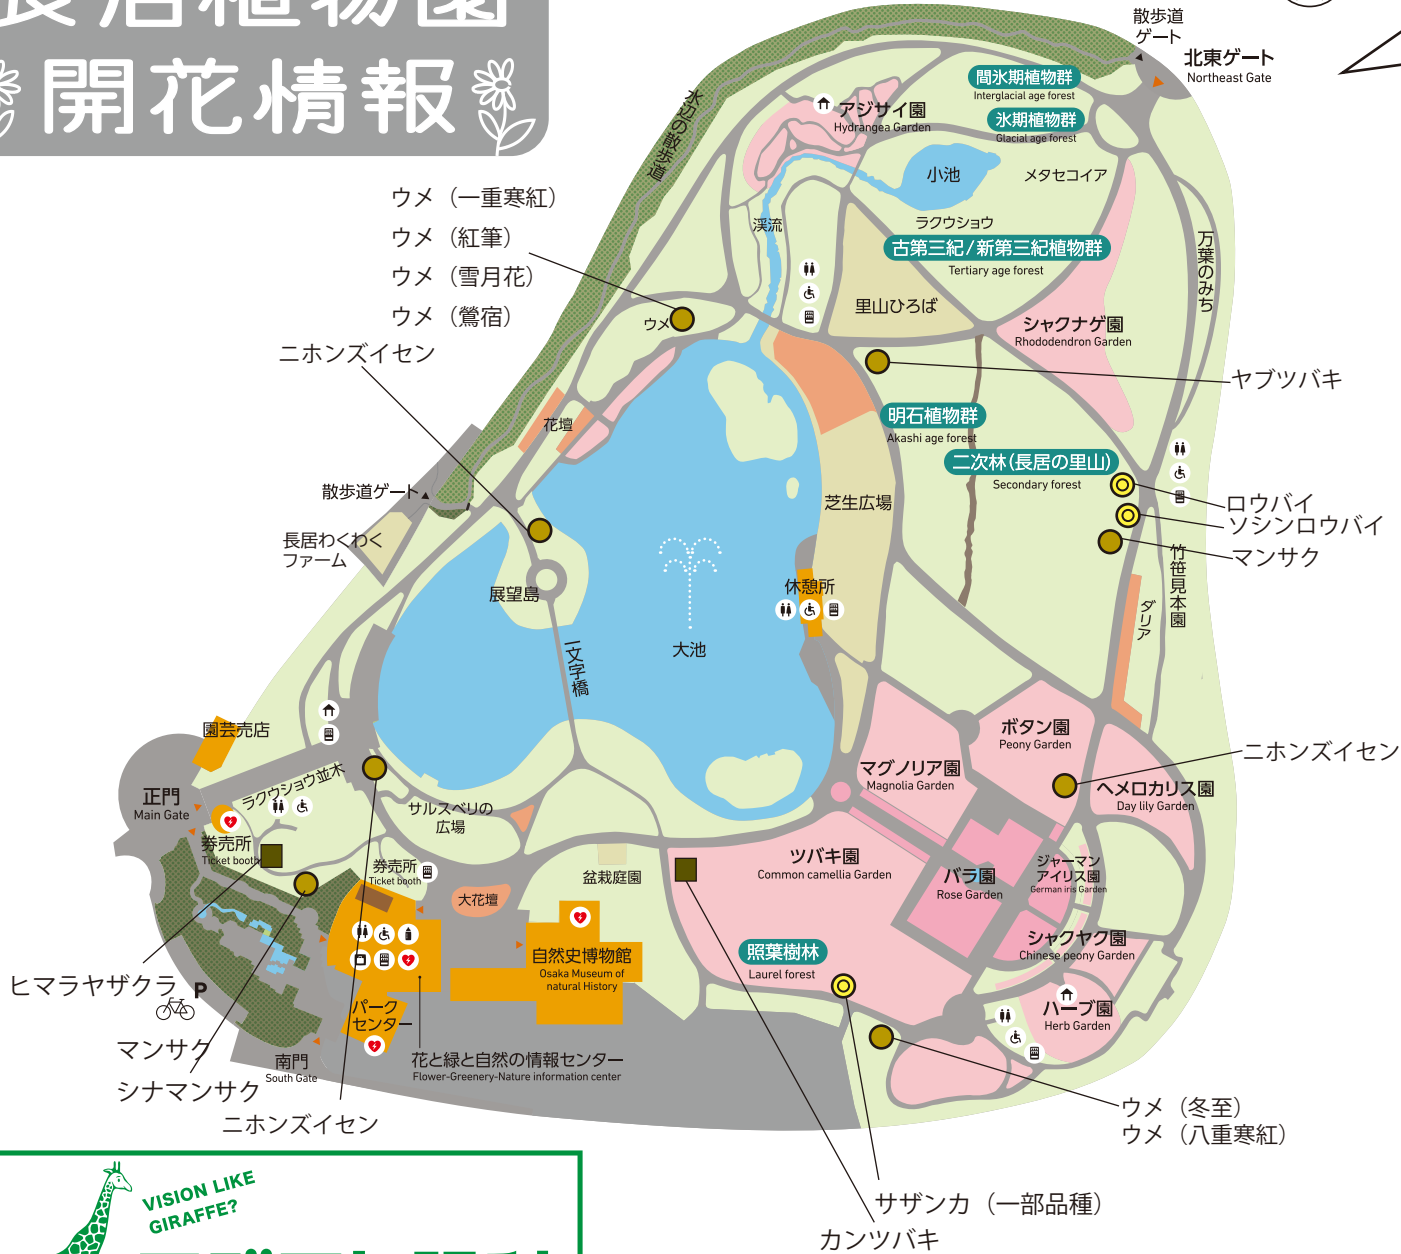 長居植物園
開花情報
散歩道
ゲート
北東ゲート
Northeast Gate
間氷期植物群
Interglacial age forest
氷期植物群
Glacial age forest
アジサイ園
Hydrangea Garden
水辺の散歩道
小池
メタセコイア
ラクウショウ
渓流
古第三紀/新第三紀植物群
Tertiary age forest
万葉のみち
里山ひろば
シャクナゲ園
Rhododendron Garden
ウメ（一重寒紅）
ウメ（紅筆）
ウメ（雪月花）
ウメ（鶯宿）
ウメ
ニホンズイセン
ヤブツバキ
花壇
明石植物群
Akashi age forest
二次林(長居の里山)
Secondary forest
散歩道ゲート
芝生広場
ロウバイ
ソシンロウバイ
マンサク
長居わくわく
ファーム
展望島
休憩所
竹笹見本園
ダリア
大池
一文字橋
園芸売店
ボタン園
Peony Garden
ニホンズイセン
マグノリア園
Magnolia Garden
ヘメロカリス園
Day lily Garden
正門
Main Gate
ラクウショウ並木
サルスベリの
広場
券売所
Ticket booth
券売所
Ticket booth
盆栽庭園
ツバキ園
Common camellia Garden
バラ園
Rose Garden
ジャーマン
アイリス園
German iris Garden
大花壇
シャクヤク園
Chinese peony Garden
自然史博物館
Osaka Museum of
natural History
照葉樹林
Laurel forest
ヒマラヤザクラ
P
パーク
センター
ハーブ園
Herb Garden
マンサク
シナマンサク
ニホンズイセン
南門
South Gate
花と緑と自然の情報センター
Flower-Greenery-Nature information center
ウメ（冬至）
ウメ（八重寒紅）
サザンカ（一部品種）
カンツバキ
VISION LIKE
GIRAFFE?